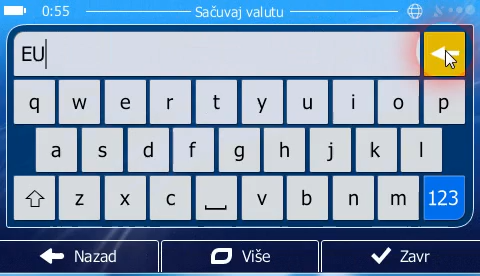 0:55 Sačuvaj valutu
EU
q w e r t y u i o p
a s d f g h j k l
z x c v b n m 123
Nazad Više Zavr